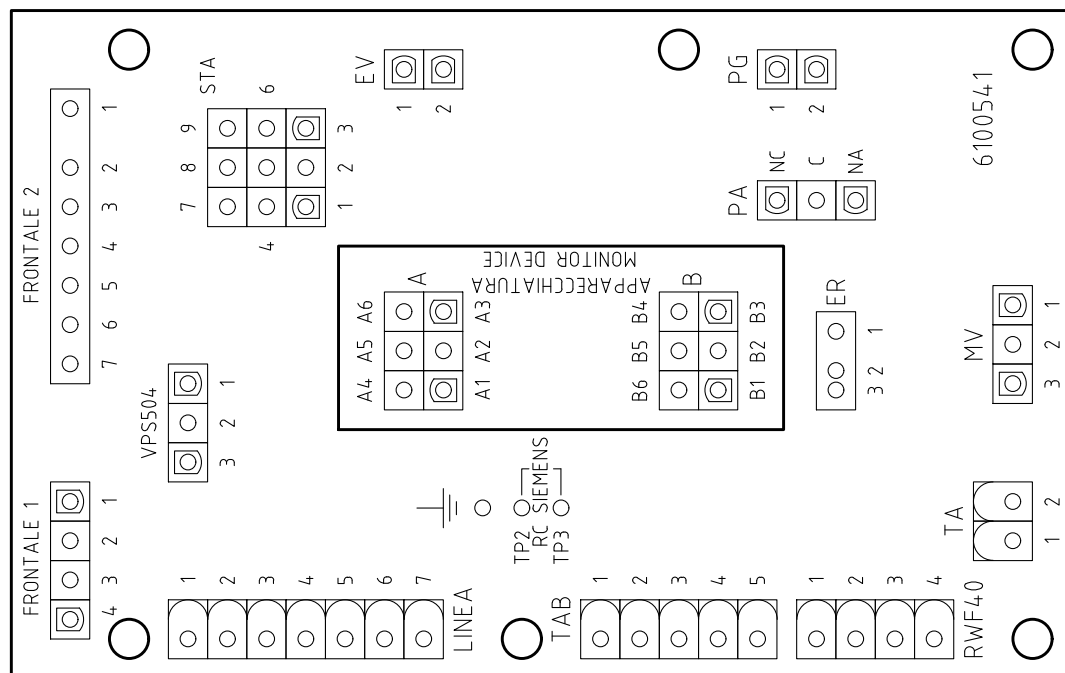 FRONTALE 2
1
2
3
4
5
6
7
STA
9
6
3
8
2
7
4
1
EV
1
2
PG
1
2
PA
NC
C
NA
6100541
APPARECCHIATURA
MONITOR DEVICE
A
A6
A5
A4
A3
A2
A1
B
B4
B5
B6
B3
B2
B1
ER
1
2
3
MV
1
2
3
VPS504
1
2
3
FRONTALE 1
1
2
3
4
RC SIEMENS
TP2
TP3
TA
2
1
1
2
3
4
5
6
7
LINEA
TAB
1
2
3
4
5
1
2
3
4
RWF40